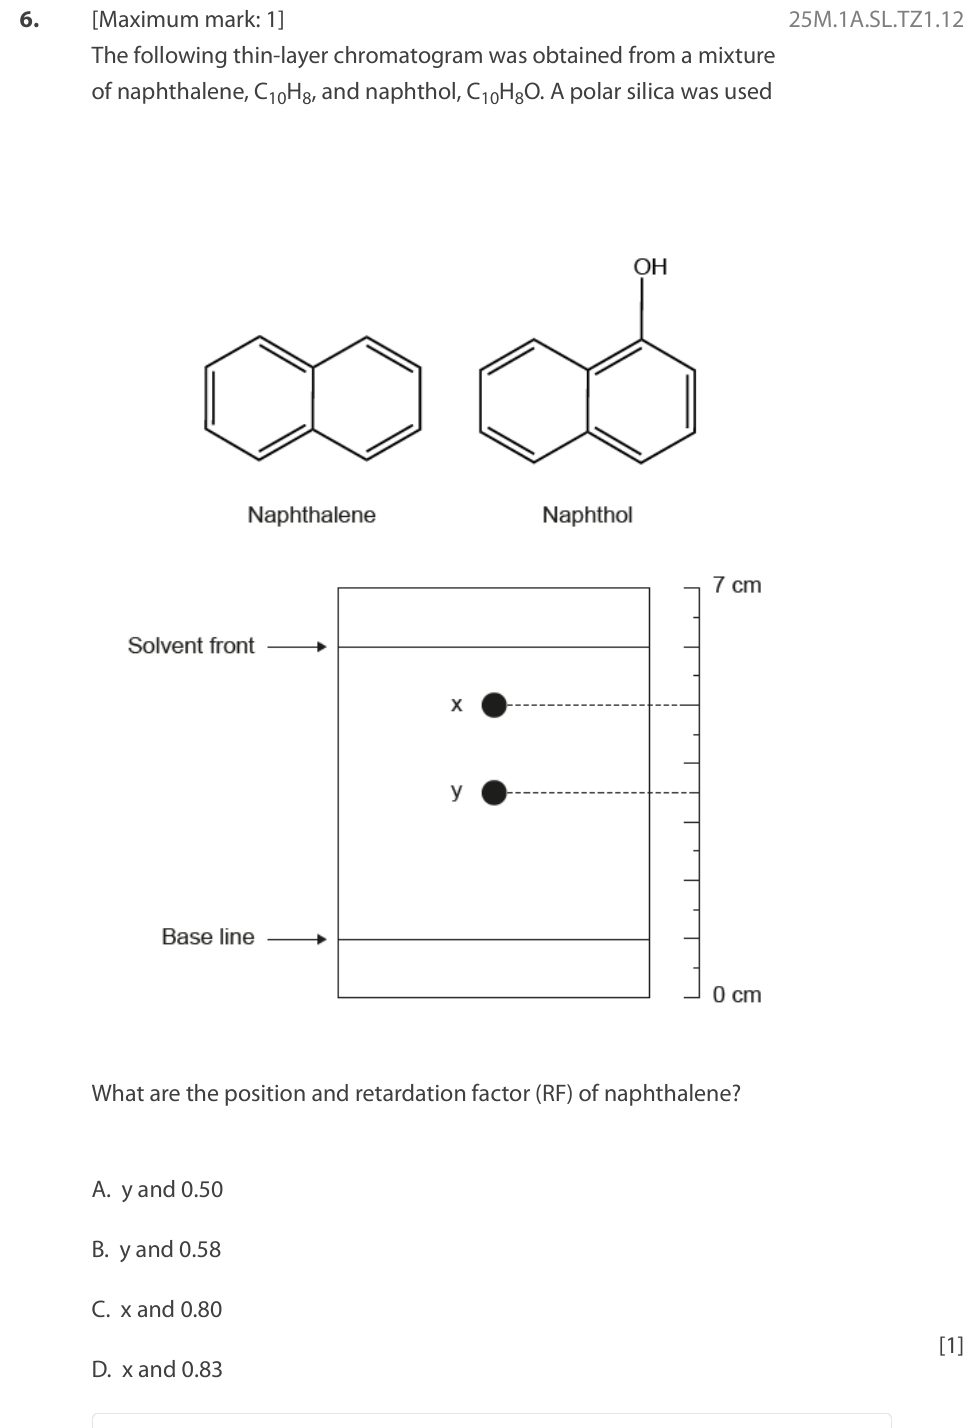 6. [Maximum mark: 1] 25M.1A.SL.TZ1.12
The following thin-layer chromatogram was obtained from a mixture
of naphthalene, C₁₀H₈, and naphthol, C₁₀H₈O. A polar silica was used
OH
Naphthalene Naphthol
7 cm
Solvent front
x
y
Base line
0 cm
What are the position and retardation factor (RF) of naphthalene?
A. y and 0.50
B. y and 0.58
C. x and 0.80
[1]
D. x and 0.83